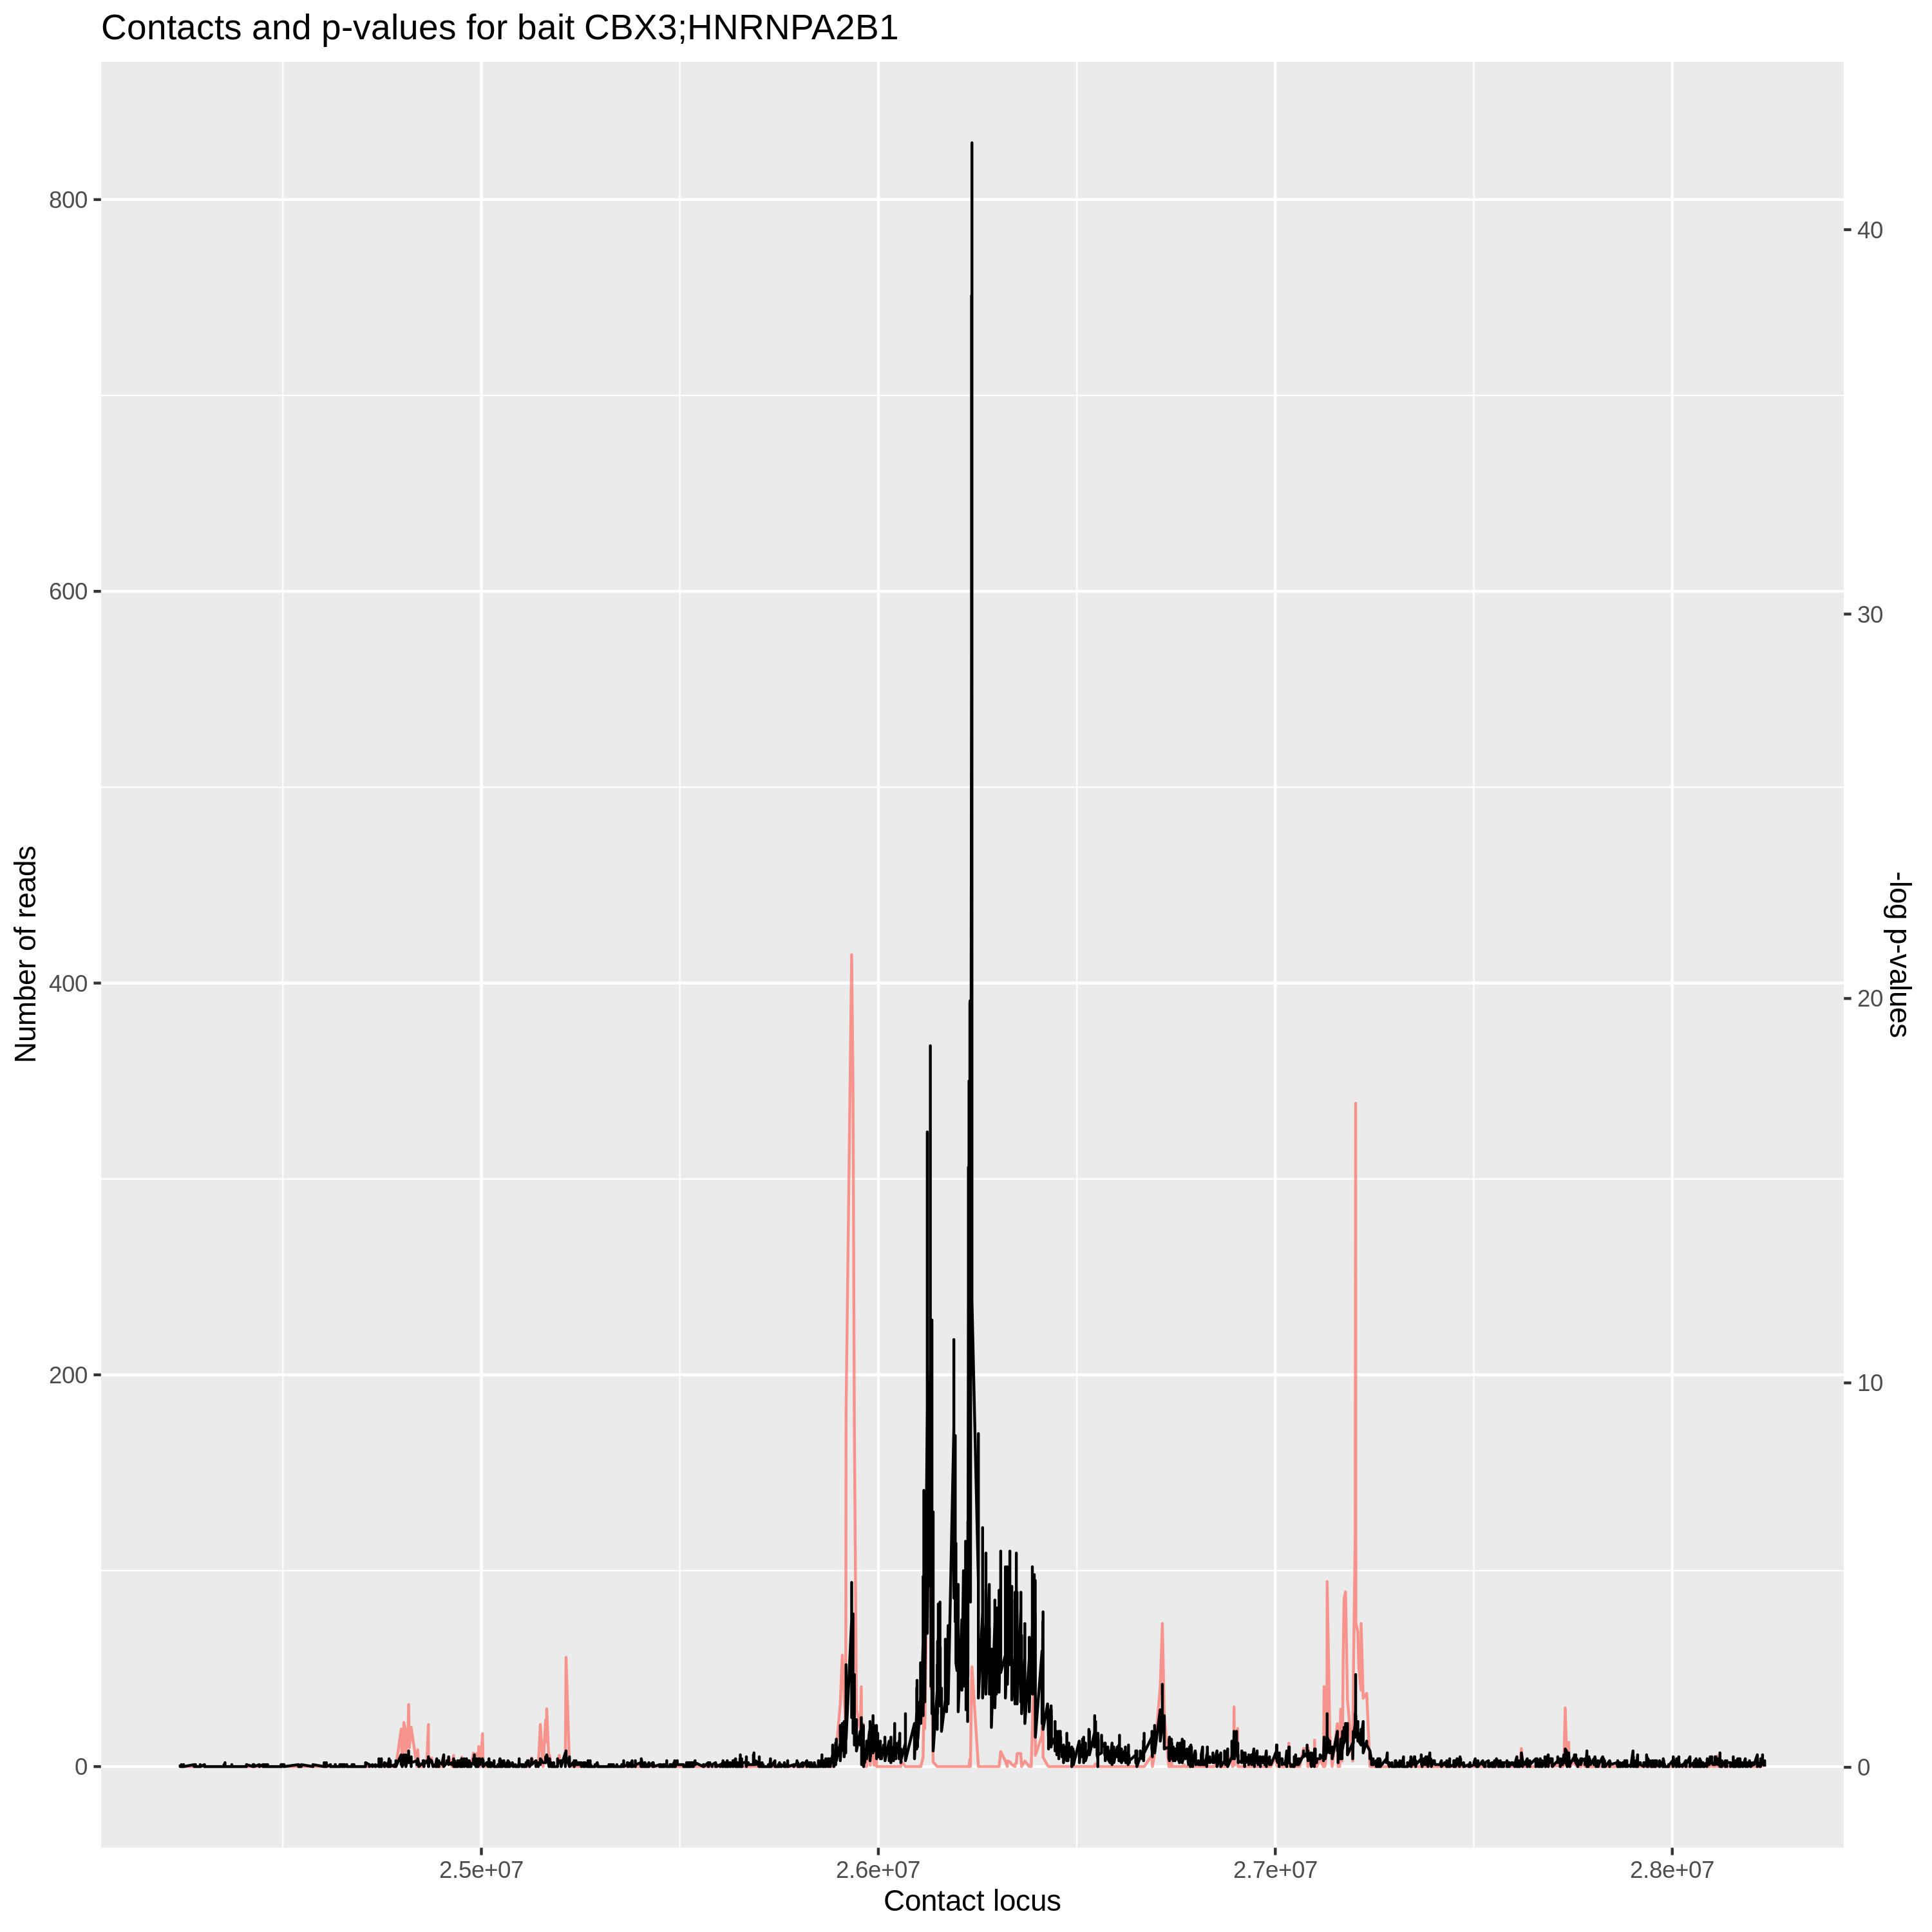 Contacts and p-values for bait CBX3;HNRNPA2B1
800
600
400
200
0
Number of reads
40
30
20
10
0
-log p-values
2.5e+07
2.6e+07
2.7e+07
2.8e+07
Contact locus